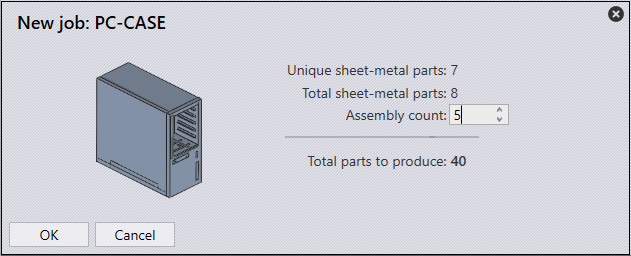 New job: PC-CASE
Unique sheet-metal parts: 7
Total sheet-metal parts: 8
Assembly count: 5
Total parts to produce: 40
OK
Cancel